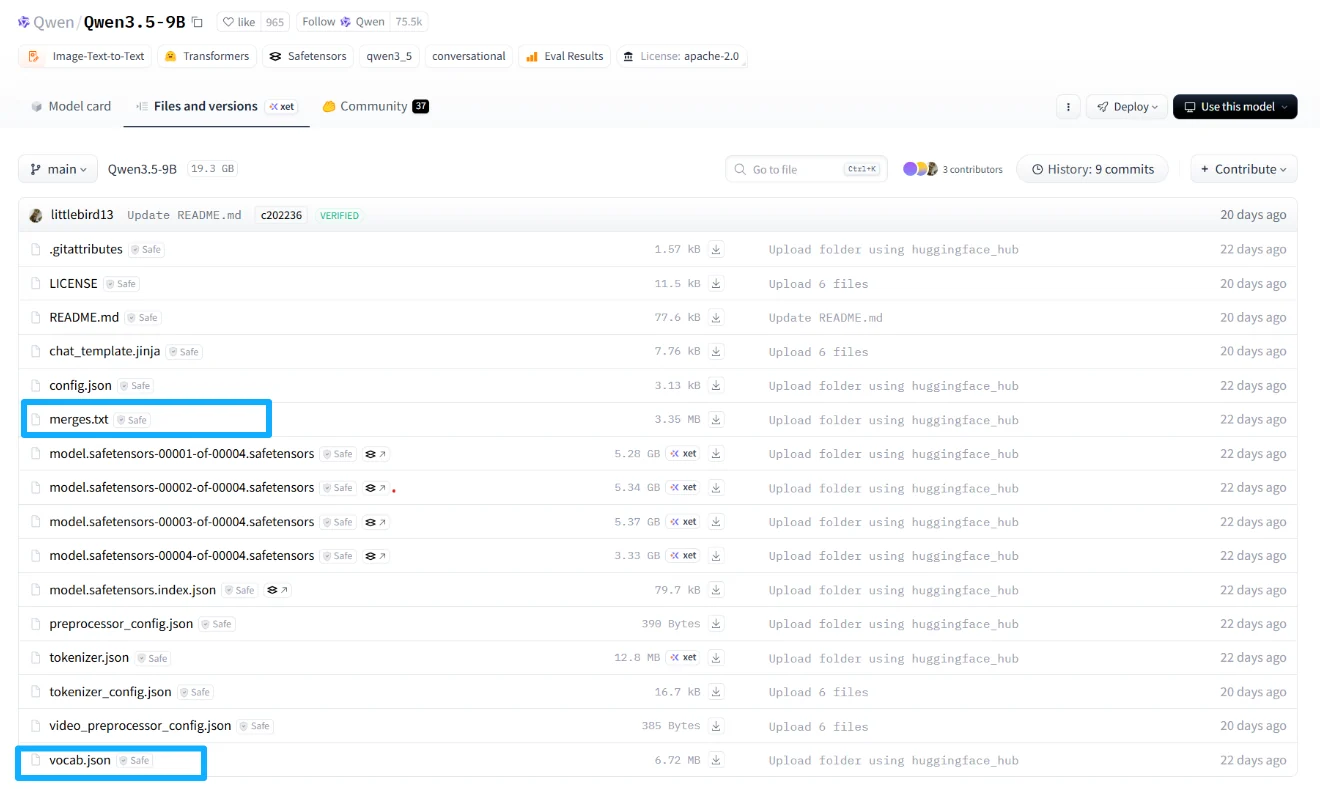 Qwen/Qwen3.5-9B like 965 Follow Qwen 75.5k
Image-Text-to-Text Transformers Safetensors qwen3_5 conversational Eval Results License: apache-2.0
Model card Files and versions xet Community 37 Deploy Use this model
main Qwen3.5-9B 19.3 GB Go to file Ctrl+K 3 contributors History: 9 commits + Contribute
littlebird13 Update README.md c202236 VERIFIED 20 days ago
.gitattributes Safe 1.57 kB Upload folder using huggingface_hub 22 days ago
LICENSE Safe 11.5 kB Upload 6 files 20 days ago
README.md Safe 77.6 kB Update README.md 20 days ago
chat_template.jinja Safe 7.76 kB Upload 6 files 20 days ago
config.json Safe 3.13 kB Upload folder using huggingface_hub 22 days ago
merges.txt Safe 3.35 MB Upload folder using huggingface_hub 22 days ago
model.safetensors-00001-of-00004.safetensors Safe 5.28 GB xet Upload folder using huggingface_hub 22 days ago
model.safetensors-00002-of-00004.safetensors Safe 5.34 GB xet Upload folder using huggingface_hub 22 days ago
model.safetensors-00003-of-00004.safetensors Safe 5.37 GB xet Upload folder using huggingface_hub 22 days ago
model.safetensors-00004-of-00004.safetensors Safe 3.33 GB xet Upload folder using huggingface_hub 22 days ago
model.safetensors.index.json Safe 79.7 kB Upload folder using huggingface_hub 22 days ago
preprocessor_config.json Safe 390 Bytes Upload folder using huggingface_hub 22 days ago
tokenizer.json Safe 12.8 MB xet Upload folder using huggingface_hub 22 days ago
tokenizer_config.json Safe 16.7 kB Upload 6 files 20 days ago
video_preprocessor_config.json Safe 385 Bytes Upload 6 files 20 days ago
vocab.json Safe 6.72 MB Upload folder using huggingface_hub 22 days ago